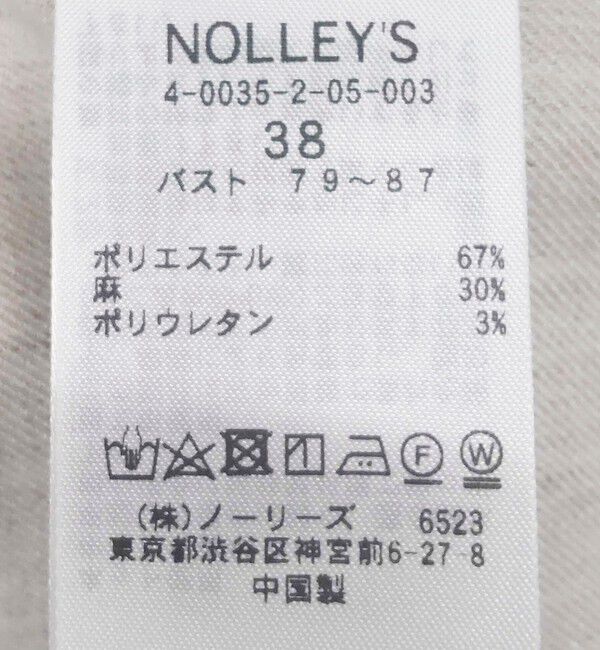 NOLLEY'S
4-0035-2-05-003
38
バスト 79～87
ポリエステル 67%
麻 30%
ポリウレタン 3%
F W
(株)ノーリーズ 6523
東京都渋谷区神宮前6-27-8
中国製